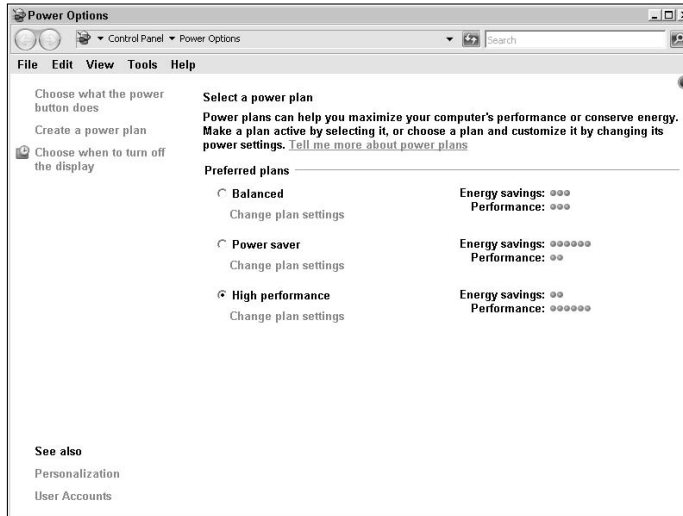 Power Options
Control Panel ▾ Power Options
Search
File Edit View Tools Help
Choose what the power
button does
Create a power plan
Choose when to turn off
the display
Select a power plan
Power plans can help you maximize your computer's performance or conserve energy.
Make a plan active by selecting it, or choose a plan and customize it by changing its
power settings. Tell me more about power plans
Preferred plans
Balanced
Energy savings:
Change plan settings
Performance:
Power saver
Energy savings:
Change plan settings
Performance:
High performance
Energy savings:
Change plan settings
Performance:
See also
Personalization
User Accounts